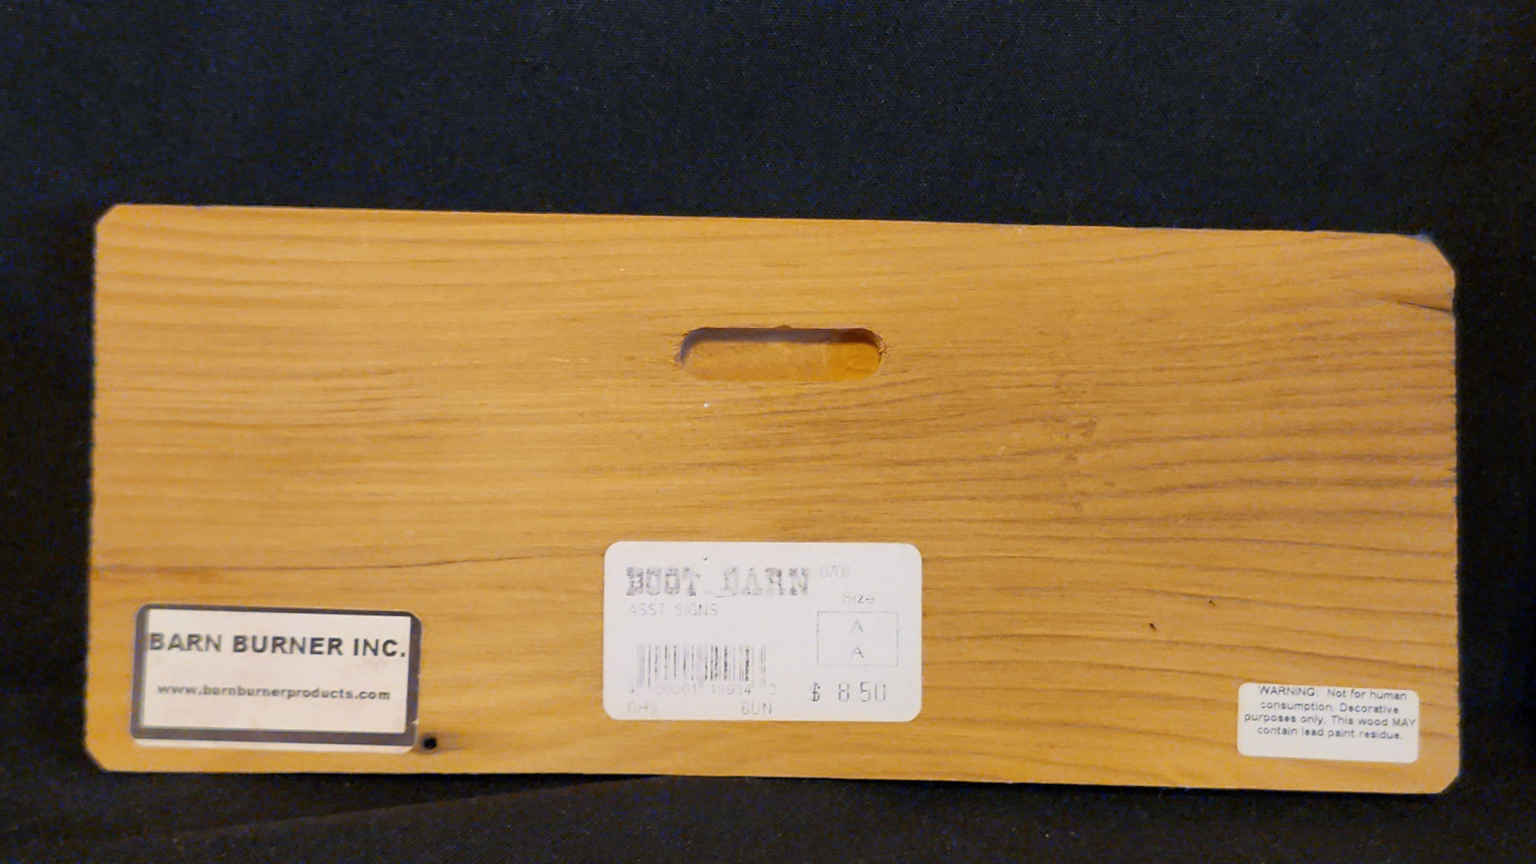 BARN BURNER INC.
www.barnburnerproducts.com
BOOT BARN
ASST SIGNS
Size
A
A
$ 8.50
WARNING: Not for human
consumption. Decorative
purposes only. This wood MAY
contain lead paint residue.